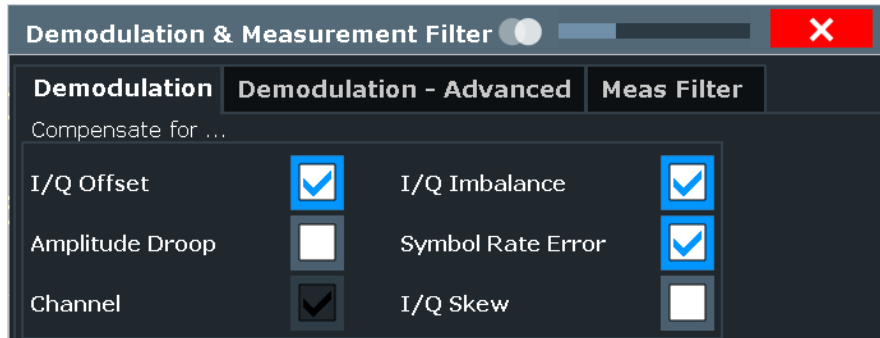 Demodulation & Measurement Filter
Demodulation Demodulation - Advanced Meas Filter
Compensate for ...
I/Q Offset I/Q Imbalance
Amplitude Droop Symbol Rate Error
Channel I/Q Skew